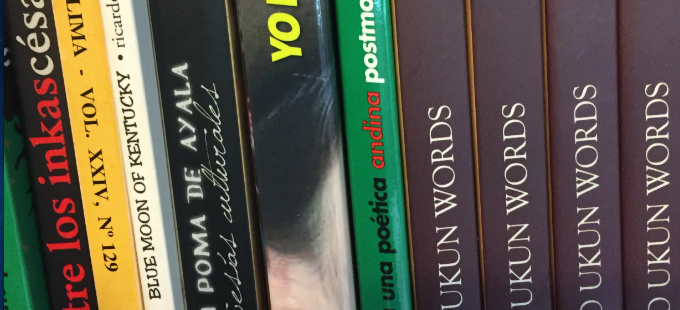 tre los inkas césa
LIMA - VOL. XXIV, Nº 129
BLUE MOON OF KENTUCKY • ricardo
POMA DE AYALA
esás culturales
YO
una poética andina postmo
UKUN WORDS
UKUN WORDS
O UKUN WORDS
O UKUN WORDS